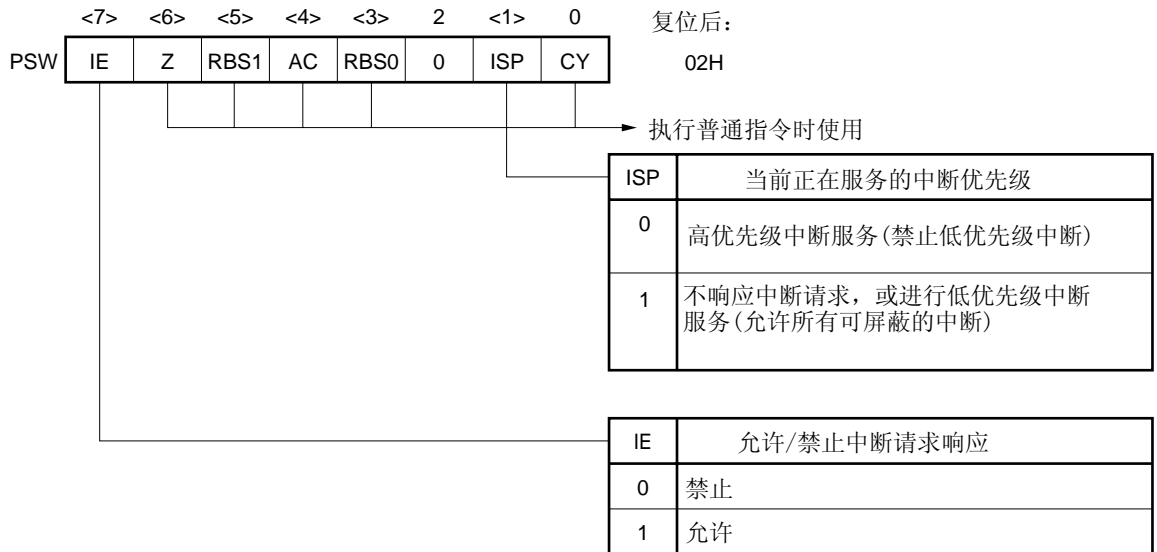 <7> <6> <5> <4> <3> 2 <1> 0 复位后:
PSW IE Z RBS1 AC RBS0 0 ISP CY 02H
执行普通指令时使用
ISP 当前正在服务的中断优先级
0 高优先级中断服务(禁止低优先级中断)
1 不响应中断请求，或进行低优先级中断
服务(允许所有可屏蔽的中断)
IE 允许/禁止中断请求响应
0 禁止
1 允许